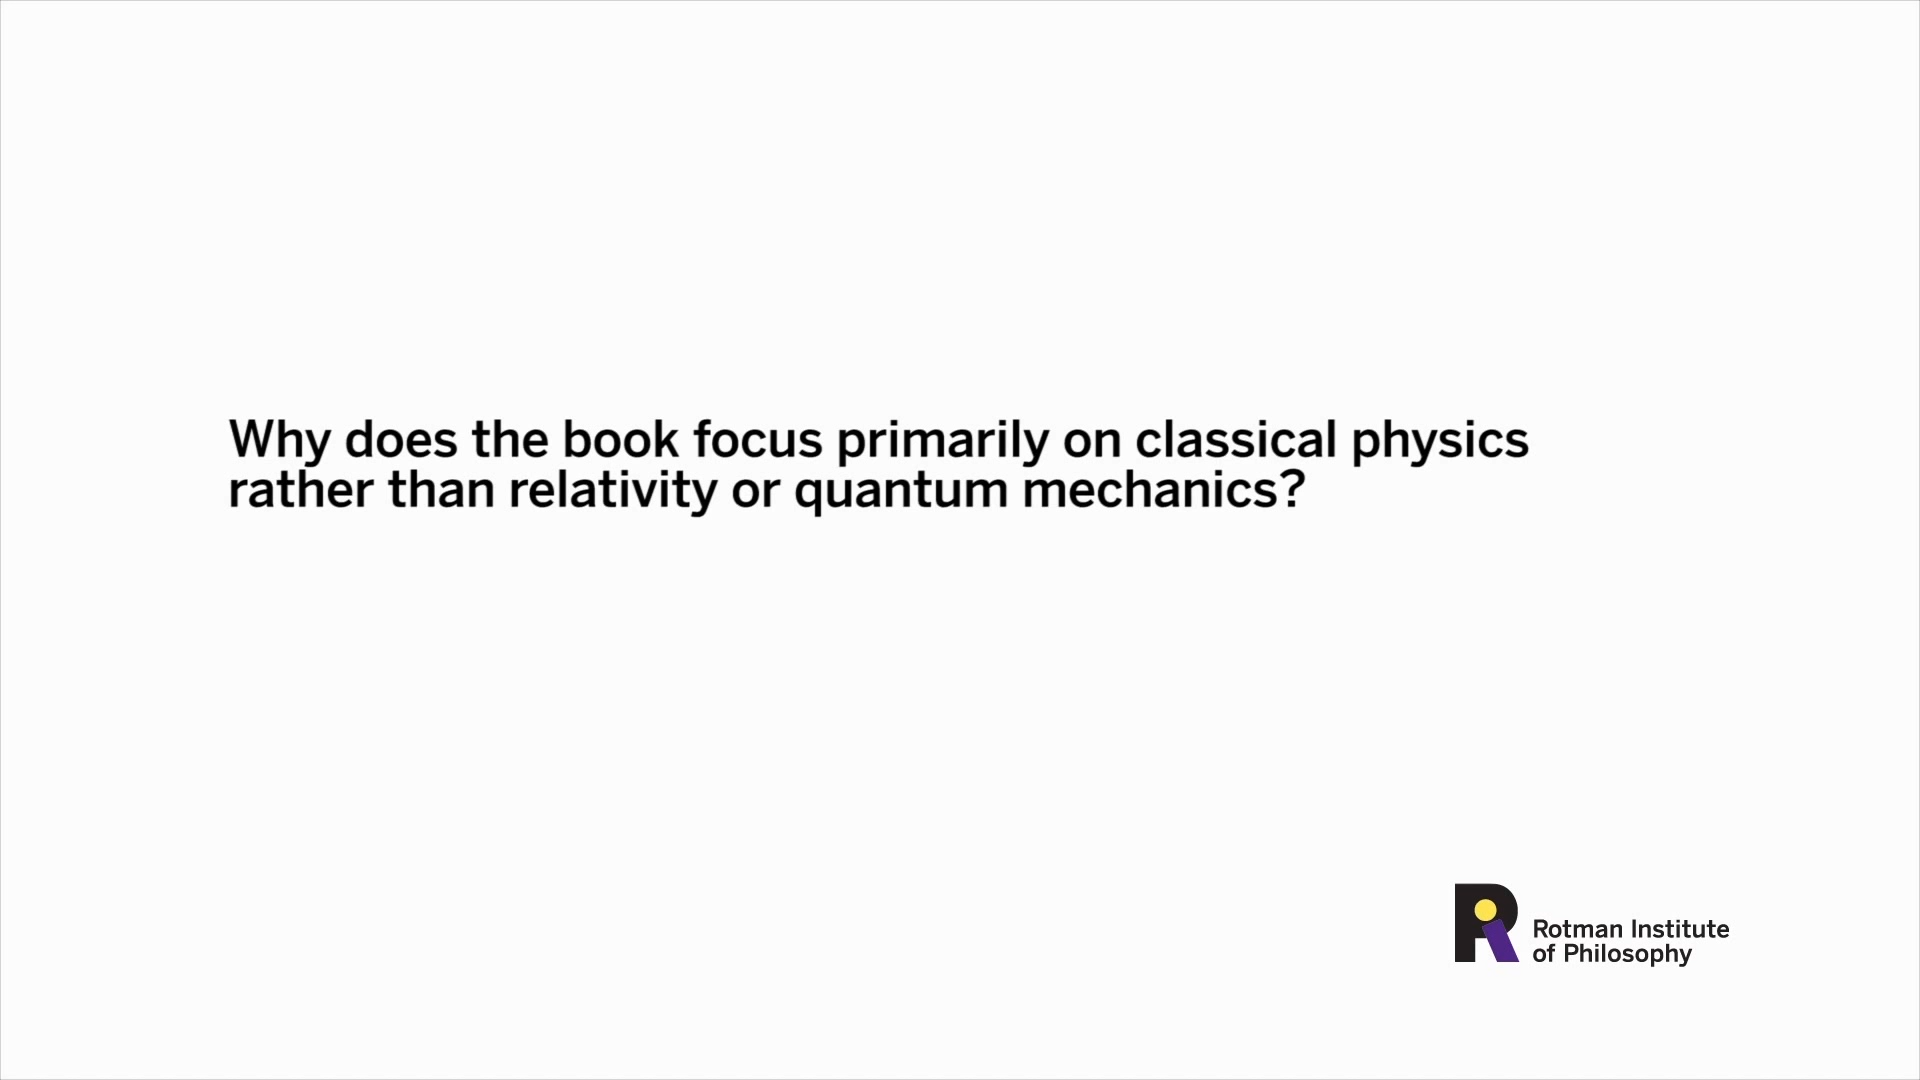 Why does the book focus primarily on classical physics
rather than relativity or quantum mechanics?
Rotman Institute
of Philosophy